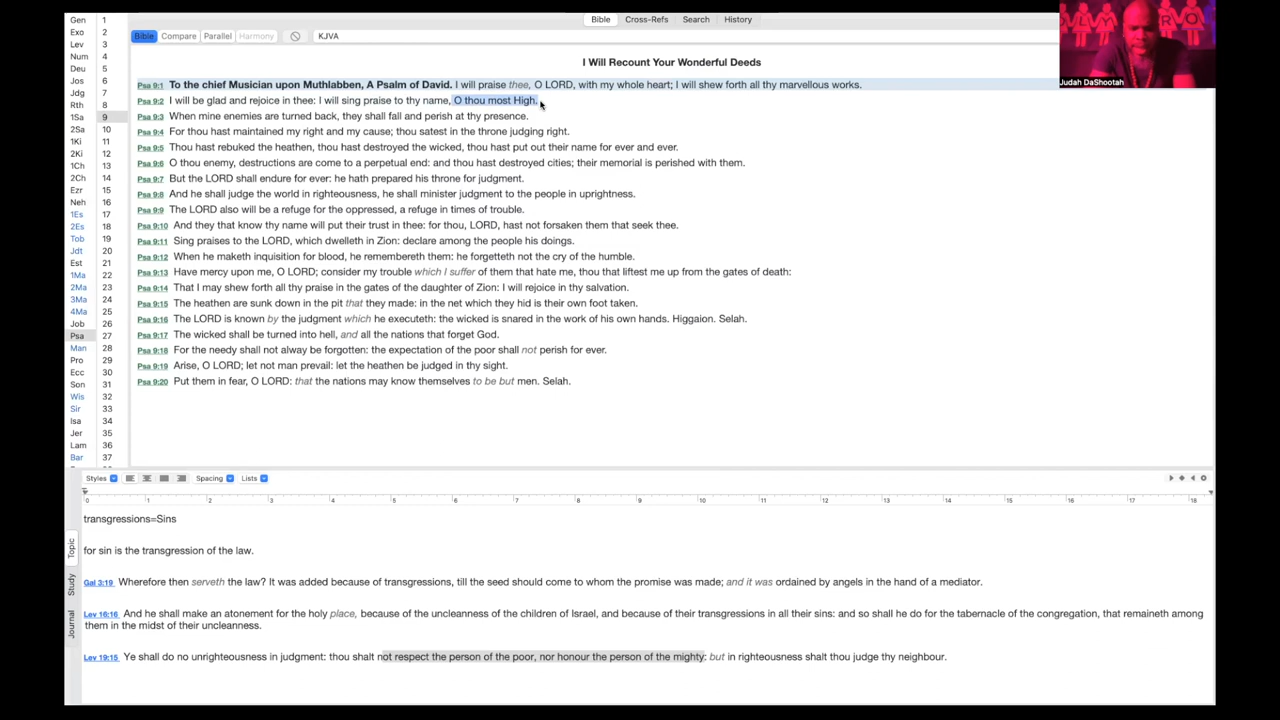 Bible Cross-Refs Search History
Bible Compare Parallel Harmony KJVA
I Will Recount Your Wonderful Deeds
Gen 1
Exo 2
Lev 3
Num 4
Deu 5
Jos 6
Jdg 7
Rth 8
1Sa 9
2Sa 10
1Ki 11
2Ki 12
1Ch 13
2Ch 14
Ezr 15
Neh 16
1Es 17
2Es 18
Tob 19
Jdt 20
Est 21
1Ma 22
2Ma 23
3Ma 24
4Ma 25
Job 26
Psa 27
Man 28
Pro 29
Ecc 30
Son 31
Wis 32
Sir 33
Isa 34
Jer 35
Lam 36
Bar 37
Psa 9:1 To the chief Musician upon Muthlabben, A Psalm of David. I will praise thee, O LORD, with my whole heart; I will shew forth all thy marvellous works.
Psa 9:2 I will be glad and rejoice in thee: I will sing praise to thy name, O thou most High.
Psa 9:3 When mine enemies are turned back, they shall fall and perish at thy presence.
Psa 9:4 For thou hast maintained my right and my cause; thou satest in the throne judging right.
Psa 9:5 Thou hast rebuked the heathen, thou hast destroyed the wicked, thou hast put out their name for ever and ever.
Psa 9:6 O thou enemy, destructions are come to a perpetual end: and thou hast destroyed cities; their memorial is perished with them.
Psa 9:7 But the LORD shall endure for ever: he hath prepared his throne for judgment.
Psa 9:8 And he shall judge the world in righteousness, he shall minister judgment to the people in uprightness.
Psa 9:9 The LORD also will be a refuge for the oppressed, a refuge in times of trouble.
Psa 9:10 And they that know thy name will put their trust in thee: for thou, LORD, hast not forsaken them that seek thee.
Psa 9:11 Sing praises to the LORD, which dwelleth in Zion: declare among the people his doings.
Psa 9:12 When he maketh inquisition for blood, he remembereth them: he forgetteth not the cry of the humble.
Psa 9:13 Have mercy upon me, O LORD; consider my trouble which I suffer of them that hate me, thou that liftest me up from the gates of death:
Psa 9:14 That I may shew forth all thy praise in the gates of the daughter of Zion: I will rejoice in thy salvation.
Psa 9:15 The heathen are sunk down in the pit that they made: in the net which they hid is their own foot taken.
Psa 9:16 The LORD is known by the judgment which he executeth: the wicked is snared in the work of his own hands. Higgaion. Selah.
Psa 9:17 The wicked shall be turned into hell, and all the nations that forget God.
Psa 9:18 For the needy shall not alway be forgotten: the expectation of the poor shall not perish for ever.
Psa 9:19 Arise, O LORD; let not man prevail: let the heathen be judged in thy sight.
Psa 9:20 Put them in fear, O LORD: that the nations may know themselves to be but men. Selah.
Judah DaShootah
Styles Spacing Lists
0 1 2 3 4 5 6 7 8 9 10 11 12 13 14 15 16 17 18
Topic
Study
Journal
transgressions=Sins
for sin is the transgression of the law.
Gal 3:19 Wherefore then serveth the law? It was added because of transgressions, till the seed should come to whom the promise was made; and it was ordained by angels in the hand of a mediator.
Lev 16:16 And he shall make an atonement for the holy place, because of the uncleanness of the children of Israel, and because of their transgressions in all their sins: and so shall he do for the tabernacle of the congregation, that remaineth among
them in the midst of their uncleanness.
Lev 19:15 Ye shall do no unrighteousness in judgment: thou shalt not respect the person of the poor, nor honour the person of the mighty: but in righteousness shalt thou judge thy neighbour.